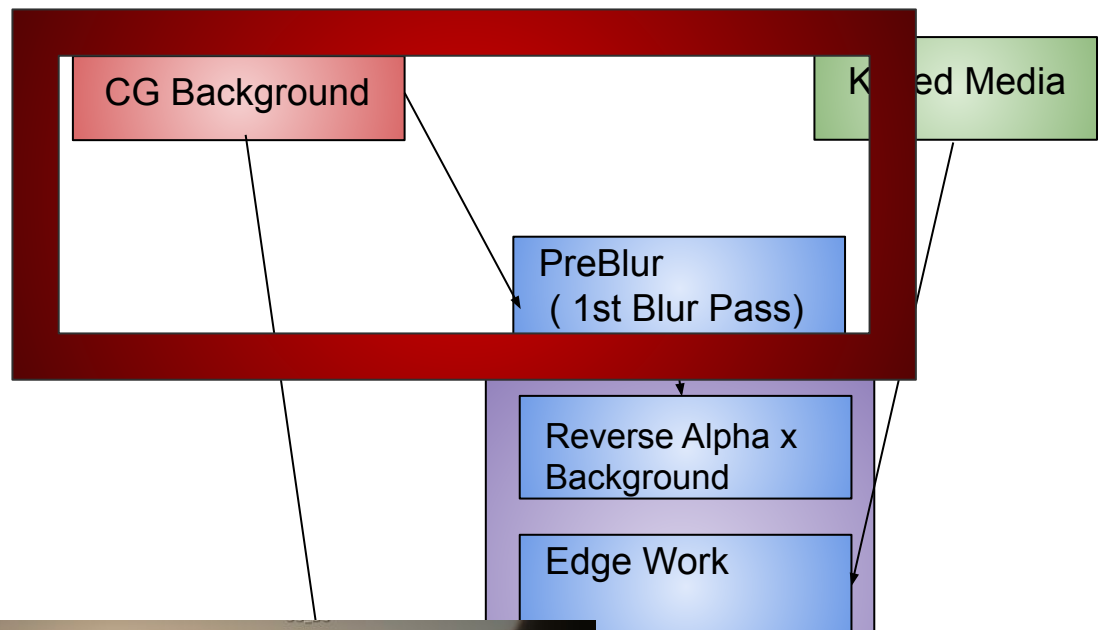 CG Background
K ed Media
PreBlur
( 1st Blur Pass)
Reverse Alpha x
Background
Edge Work